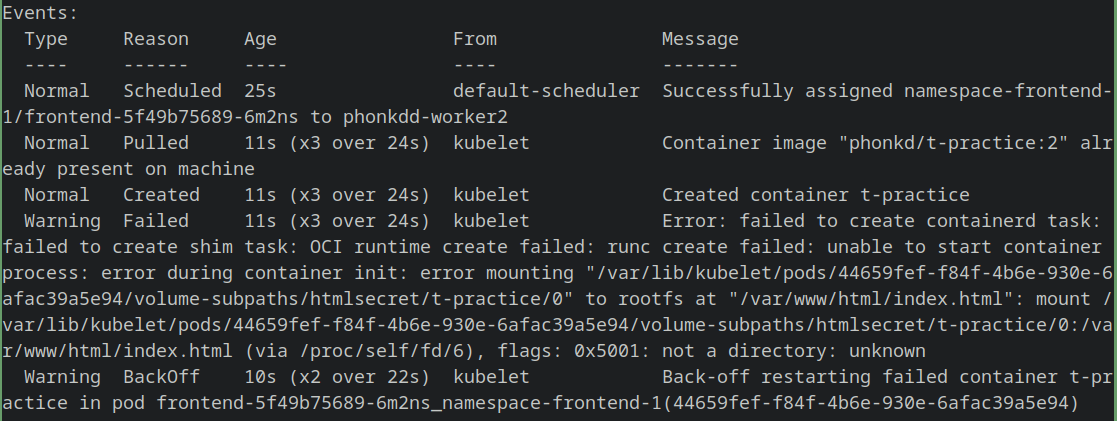 Events:
  Type     Reason     Age                From               Message
  ----     ------     ----               ----               -------
  Normal   Scheduled  25s                default-scheduler  Successfully assigned namespace-frontend-
1/frontend-5f49b75689-6m2ns to phonkdd-worker2
  Normal   Pulled     11s (x3 over 24s)  kubelet            Container image "phonkd/t-practice:2" alr
eady present on machine
  Normal   Created    11s (x3 over 24s)  kubelet            Created container t-practice
  Warning  Failed     11s (x3 over 24s)  kubelet            Error: failed to create containerd task:
failed to create shim task: OCI runtime create failed: runc create failed: unable to start container
process: error during container init: error mounting "/var/lib/kubelet/pods/44659fef-f84f-4b6e-930e-6
afac39a5e94/volume-subpaths/htmlsecret/t-practice/0" to rootfs at "/var/www/html/index.html": mount /
var/lib/kubelet/pods/44659fef-f84f-4b6e-930e-6afac39a5e94/volume-subpaths/htmlsecret/t-practice/0:/va
r/www/html/index.html (via /proc/self/fd/6), flags: 0x5001: not a directory: unknown
  Warning  BackOff    10s (x2 over 22s)  kubelet            Back-off restarting failed container t-pr
actice in pod frontend-5f49b75689-6m2ns_namespace-frontend-1(44659fef-f84f-4b6e-930e-6afac39a5e94)